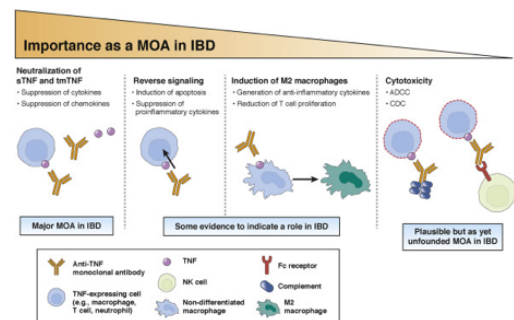 Importance as a MOA in IBD
Neutralization of
sTNF and tmTNF
• Suppression of cytokines
• Suppression of chemokines
Reverse signaling
• Induction of apoptosis
• Suppression of
proinflammatory cytokines
Induction of M2 macrophages
• Generation of anti-inflammatory cytokines
• Reduction of T cell proliferation
Cytotoxicity
• ADCC
• CDC
Major MOA in IBD
Some evidence to indicate a role in IBD
Plausible but as yet
unfounded MOA in IBD
Anti-TNF
monoclonal antibody
TNF-expressing cell
(e.g., macrophage,
T cell, neutrophil)
TNF
NK cell
Non-differentiated
macrophage
Fc receptor
Complement
M2
macrophage